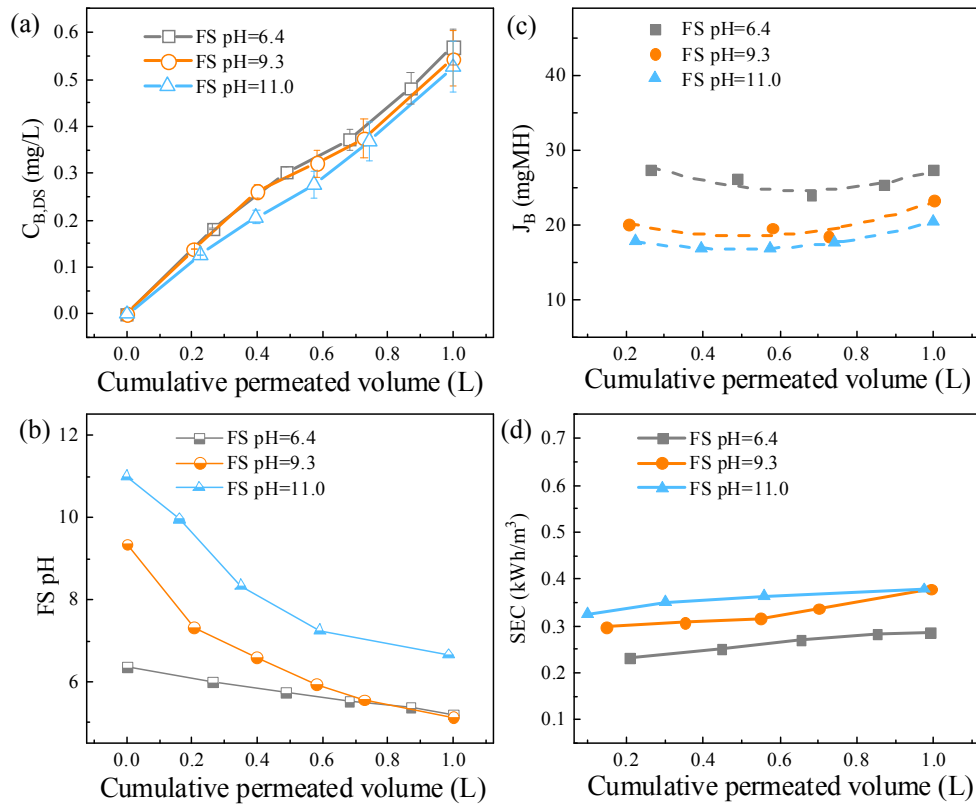 (a)
FS pH=6.4
FS pH=9.3
FS pH=11.0
0.6
0.5
0.4
0.3
0.2
0.1
0.0
C_B,DS (mg/L)
0.0 0.2 0.4 0.6 0.8 1.0
Cumulative permeated volume (L)
(c)
FS pH=6.4
FS pH=9.3
FS pH=11.0
40
30
20
10
J_B (mgMH)
0.2 0.4 0.6 0.8 1.0
Cumulative permeated volume (L)
(b)
FS pH=6.4
FS pH=9.3
FS pH=11.0
12
10
8
6
FS pH
0.0 0.2 0.4 0.6 0.8 1.0
Cumulative permeated volume (L)
(d)
FS pH=6.4
FS pH=9.3
FS pH=11.0
0.7
0.6
0.5
0.4
0.3
0.2
0.1
SEC (kWh/m³)
0.2 0.4 0.6 0.8 1.0
Cumulative permeated volume (L)